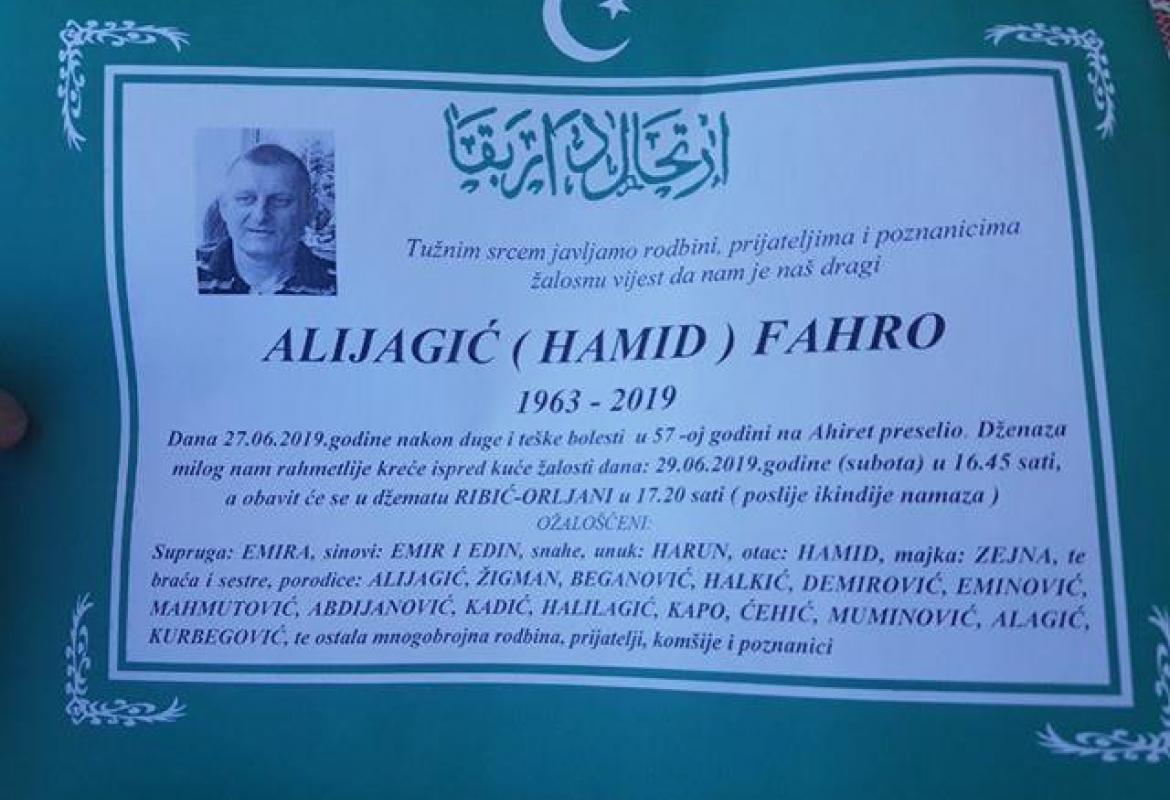 ارتحال دار بقا
Tužnim srcem javljamo rodbini, prijateljima i poznanicima
žalosnu vijest da nam je naš dragi
ALIJAGIĆ ( HAMID ) FAHRO
1963 - 2019
Dana 27.06.2019.godine nakon duge i teške bolesti u 57 -oj godini na Ahiret preselio. Dženaza
milog nam rahmetlije kreće ispred kuće žalosti dana: 29.06.2019.godine (subota) u 16.45 sati,
a obavit će se u džematu RIBIĆ-ORLJANI u 17.20 sati ( poslije ikindije namaza )
OŽALOŠĆENI:
Supruga: EMIRA, sinovi: EMIR I EDIN, snahe, unuk: HARUN, otac: HAMID, majka: ZEJNA, te
braća i sestre, porodice: ALIJAGIĆ, ŽIGMAN, BEGANOVIĆ, HALKIĆ, DEMIROVIĆ, EMINOVIĆ,
MAHMUTOVIĆ, ABDIJANOVIĆ, KADIĆ, HALILAGIĆ, KAPO, ĆEHIĆ, MUMINOVIĆ, ALAGIĆ,
KURBEGOVIĆ, te ostala mnogobrojna rodbina, prijatelji, komšije i poznanici